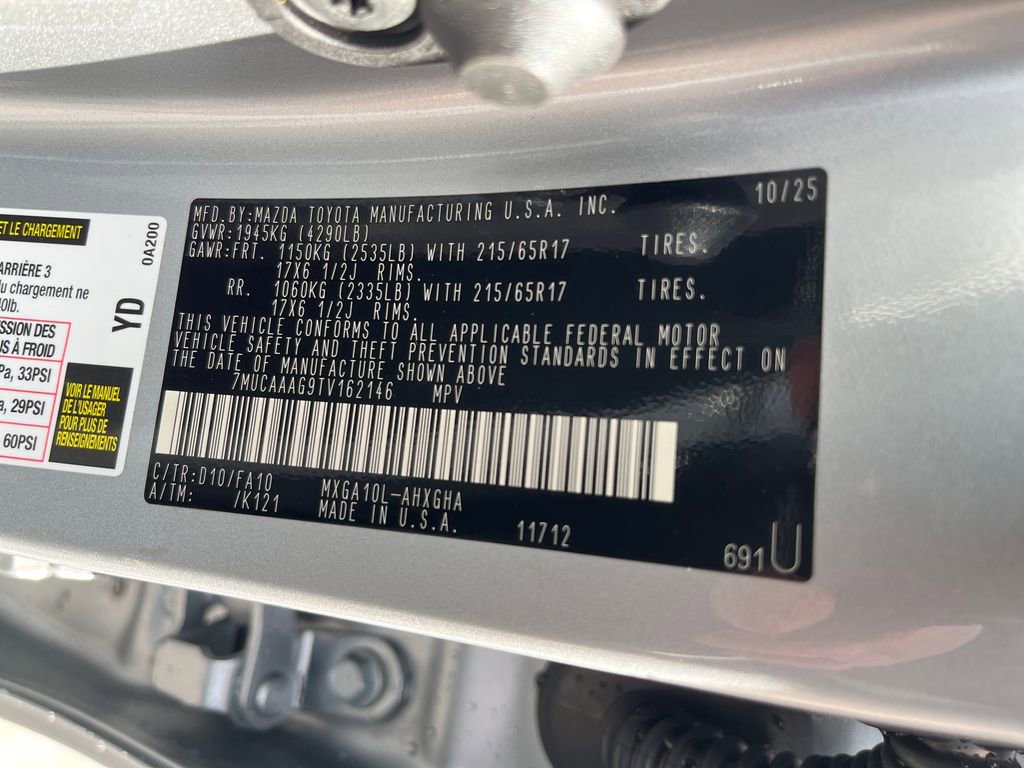 ET LE CHARGEMENT
0A200
ARRIÈRE 3
du chargement ne
YD
SSION DES
S À FROID
Pa, 33PSI
a, 29PSI
60PSI
VOIR LE MANUEL
DE L'USAGER
POUR PLUS DE
RENSEIGNEMENTS
MFD. BY:MAZDA TOYOTA MANUFACTURING U.S.A. INC. 10/25
GVWR:1945KG (4290LB)
GAWR:FRT. 1150KG (2535LB) WITH 215/65R17 TIRES.
17X6 1/2J RIMS.
RR. 1060KG (2335LB) WITH 215/65R17 TIRES.
17X6 1/2J RIMS.
THIS VEHICLE CONFORMS TO ALL APPLICABLE FEDERAL MOTOR
VEHICLE SAFETY AND THEFT PREVENTION STANDARDS IN EFFECT ON
THE DATE OF MANUFACTURE SHOWN ABOVE
7MUCAAAG9TV162146 MPV
C/TR:D10/FA10 MXGA10L-AHXGHA
A/TM: /K121 MADE IN U.S.A. 11712
691 U